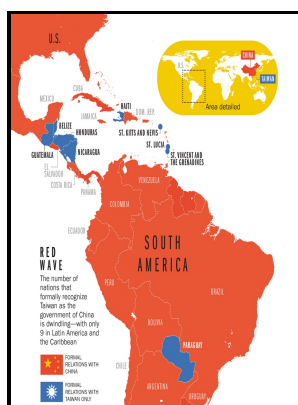 U.S.
CHINA
U.S.
TAIWAN
Area detailed
MEXICO
CUBA
HAITI
DOM. REP.
JAMAICA
BELIZE
HONDURAS
ST. KITTS AND NEVIS
ST. LUCIA
NICARAGUA
GUATEMALA
ST. VINCENT AND
THE GRENADINES
EL
SALVADOR
COSTA RICA
PANAMA
VENEZUELA
COLOMBIA
ECUADOR
SOUTH
AMERICA
PERU
BRAZIL
BOLIVIA
PARAGUAY
CHILE
ARGENTINA
URUGUAY
RED
WAVE
The number of
nations that
formally recognize
Taiwan as the
government of China
is dwindling—with only
9 in Latin America and
the Caribbean
FORMAL
RELATIONS WITH
CHINA
FORMAL
RELATIONS WITH
TAIWAN ONLY